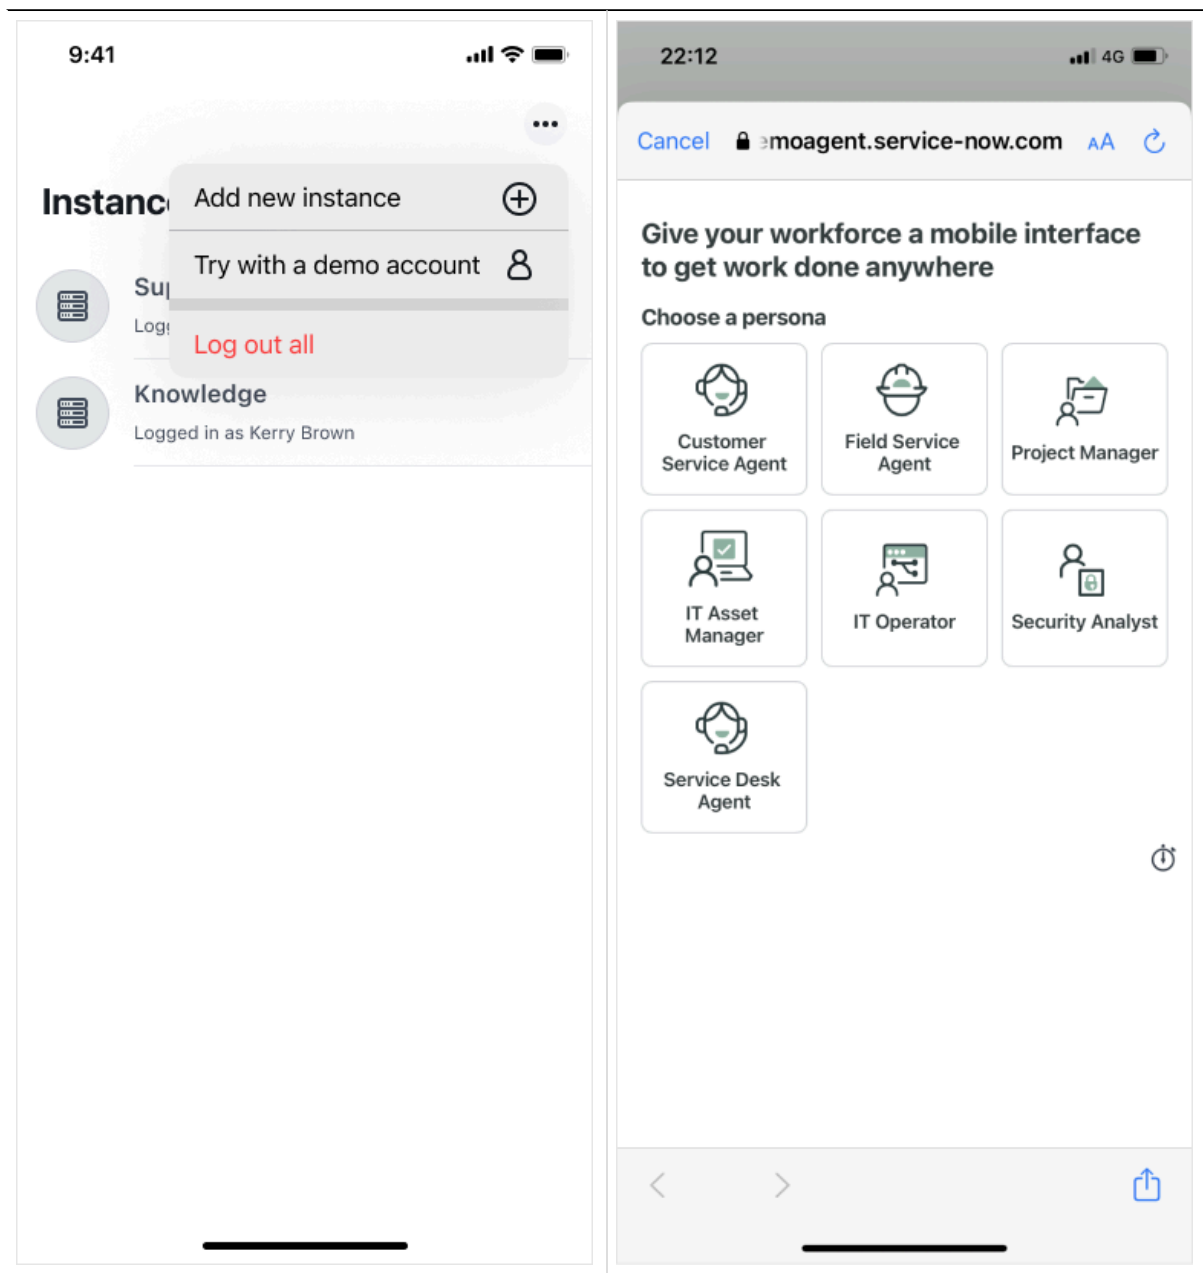 9:41
Instanc
Add new instance
Try with a demo account
Log out all
Sup
Logg
Knowledge
Logged in as Kerry Brown
22:12
4G
Cancel
emoagent.service-now.com
AA
Give your workforce a mobile interface
to get work done anywhere
Choose a persona
Customer
Service Agent
Field Service
Agent
Project Manager
IT Asset
Manager
IT Operator
Security Analyst
Service Desk
Agent